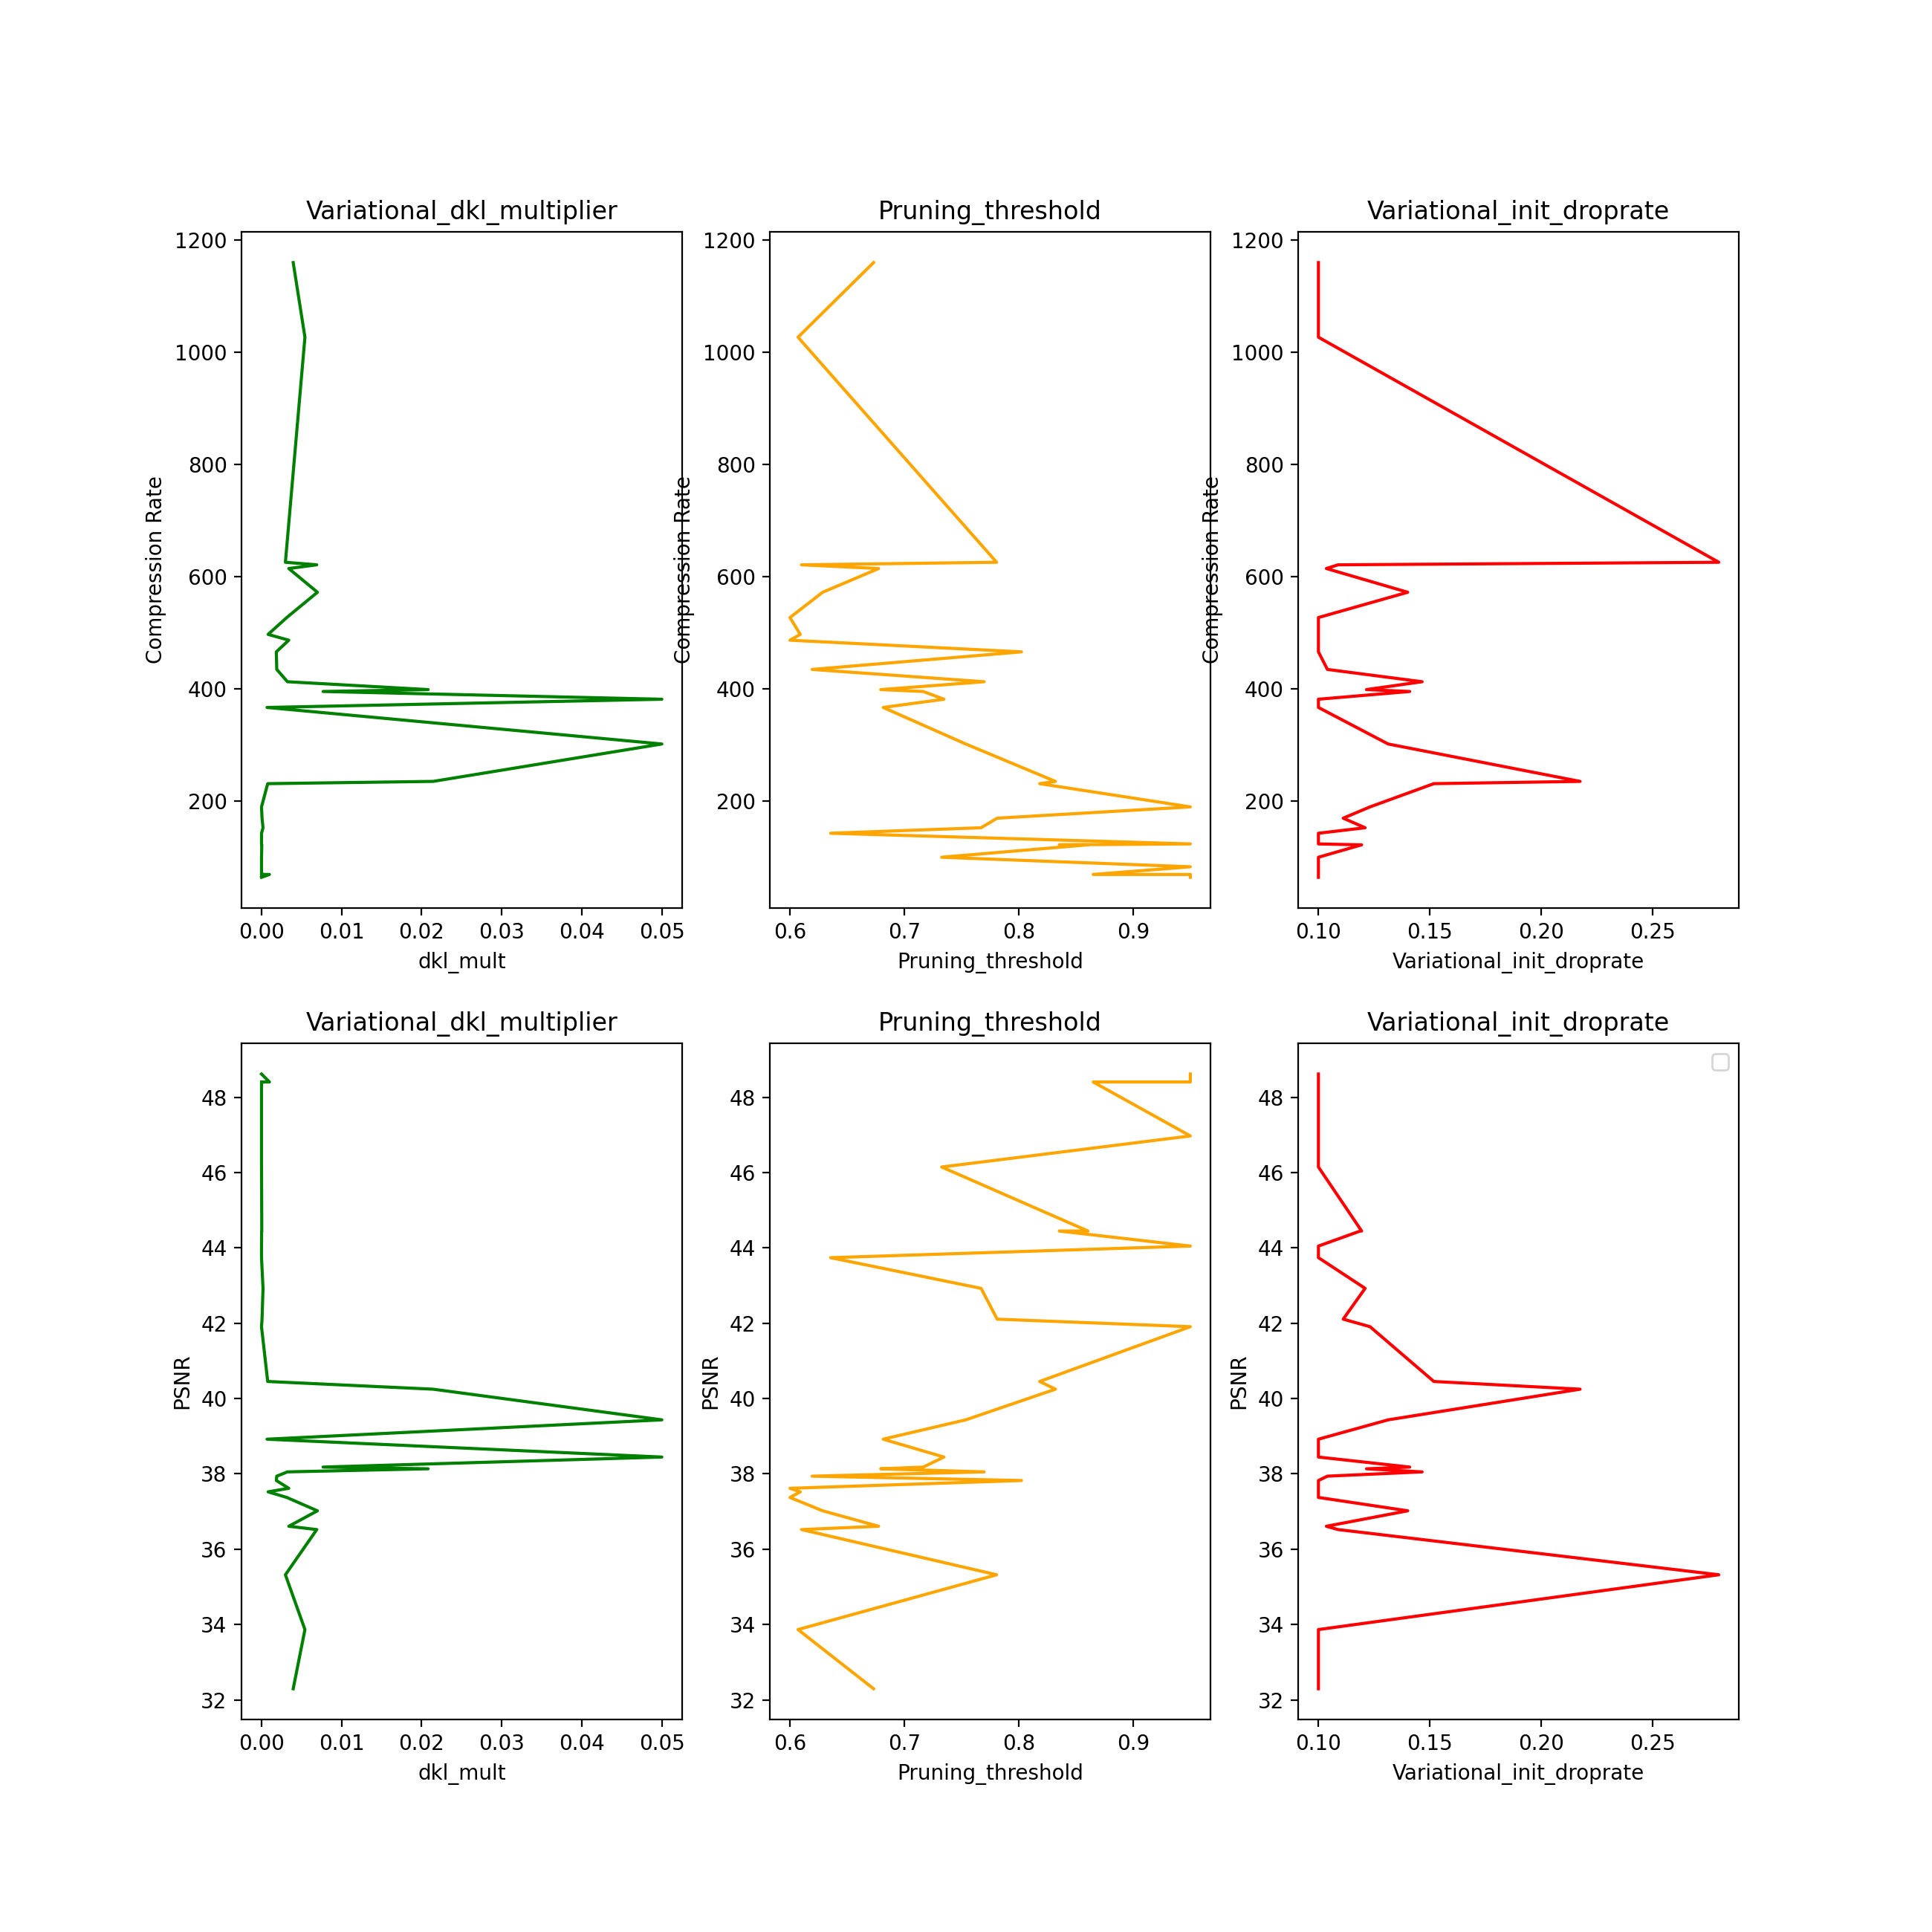 Variational_dkl_multiplier
Pruning_threshold
Variational_init_droprate
Compression Rate
1200
1000
800
600
400
200
0.00 0.01 0.02 0.03 0.04 0.05
dkl_mult
Compression Rate
1200
1000
800
600
400
200
0.6 0.7 0.8 0.9
Pruning_threshold
Compression Rate
1200
1000
800
600
400
200
0.10 0.15 0.20 0.25
Variational_init_droprate
Variational_dkl_multiplier
Pruning_threshold
Variational_init_droprate
PSNR
48
46
44
42
40
38
36
34
32
0.00 0.01 0.02 0.03 0.04 0.05
dkl_mult
PSNR
48
46
44
42
40
38
36
34
32
0.6 0.7 0.8 0.9
Pruning_threshold
PSNR
48
46
44
42
40
38
36
34
32
0.10 0.15 0.20 0.25
Variational_init_droprate